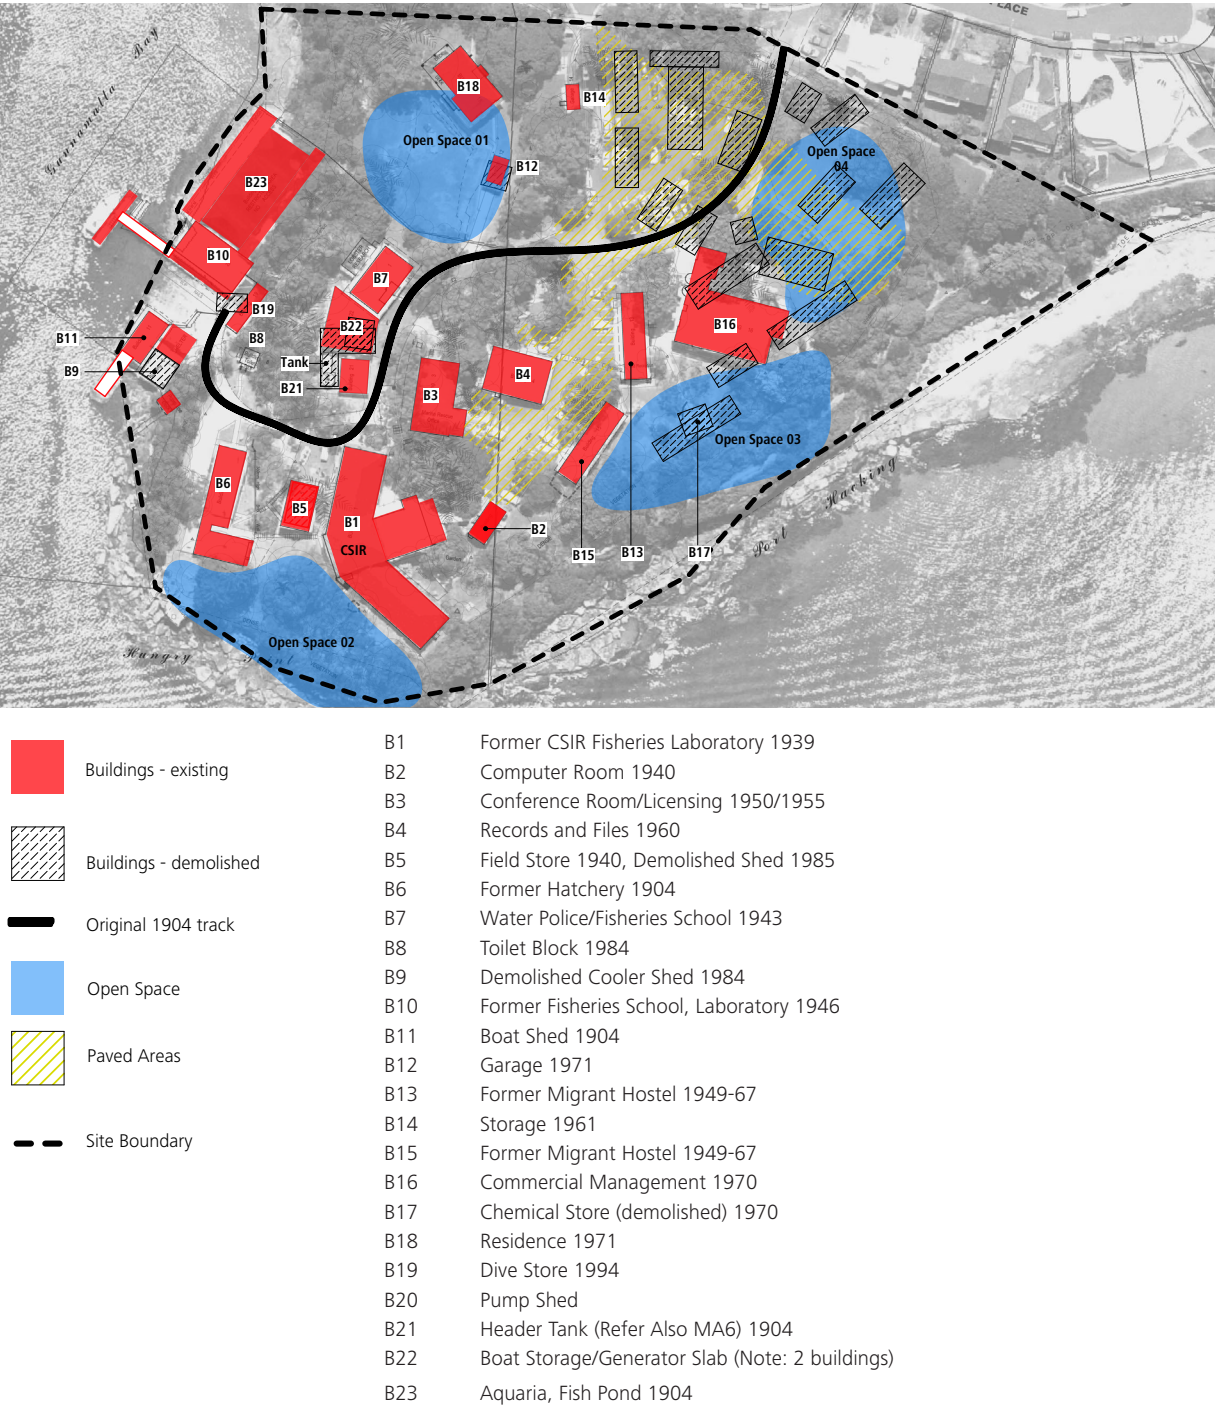 PLACE
Gunnamatta Bay
B18
B14
Open Space 01
Open Space
04
B12
B23
B10
B7
B19
B22
B16
B11
B8
Tank
B9
B21
B4
B3
Open Space 03
B6
B5
B1
B2
CSIR
B15
B13
B17
Port Hacking
Open Space 02
Hungry Point
Buildings - existing
Buildings - demolished
Original 1904 track
Open Space
Paved Areas
Site Boundary
B1 Former CSIR Fisheries Laboratory 1939
B2 Computer Room 1940
B3 Conference Room/Licensing 1950/1955
B4 Records and Files 1960
B5 Field Store 1940, Demolished Shed 1985
B6 Former Hatchery 1904
B7 Water Police/Fisheries School 1943
B8 Toilet Block 1984
B9 Demolished Cooler Shed 1984
B10 Former Fisheries School, Laboratory 1946
B11 Boat Shed 1904
B12 Garage 1971
B13 Former Migrant Hostel 1949-67
B14 Storage 1961
B15 Former Migrant Hostel 1949-67
B16 Commercial Management 1970
B17 Chemical Store (demolished) 1970
B18 Residence 1971
B19 Dive Store 1994
B20 Pump Shed
B21 Header Tank (Refer Also MA6) 1904
B22 Boat Storage/Generator Slab (Note: 2 buildings)
B23 Aquaria, Fish Pond 1904